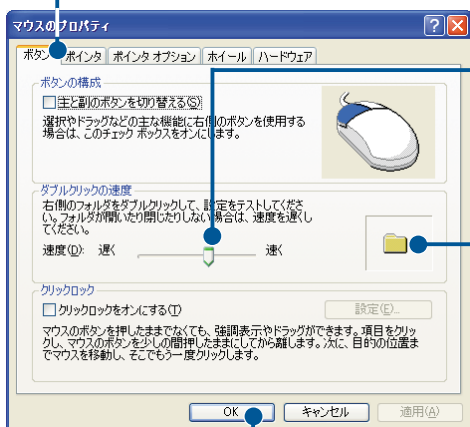 マウスのプロパティ
ボタン ポインタ ポインタ オプション ホイール ハードウェア
ボタンの構成
主と副のボタンを切り替える(S)
選択やドラッグなどの主な機能に右側のボタンを使用する
場合は、このチェック ボックスをオンにします。
ダブルクリックの速度
右側のフォルダをダブルクリックして、設定をテストしてくださ
い。フォルダが開いたり閉じたりしない場合は、速度を遅くし
てください。
速度(D): 遅く 速く
クリックロック
クリックロックをオンにする(T) 設定(E)...
マウスのボタンを押したままでなくても、強調表示やドラッグができます。項目をクリッ
クし、マウスのボタンを少しの間押したままにしてから離します。次に、目的の位置ま
でマウスを移動し、そこでもう一度クリックします。
OK キャンセル 適用(A)